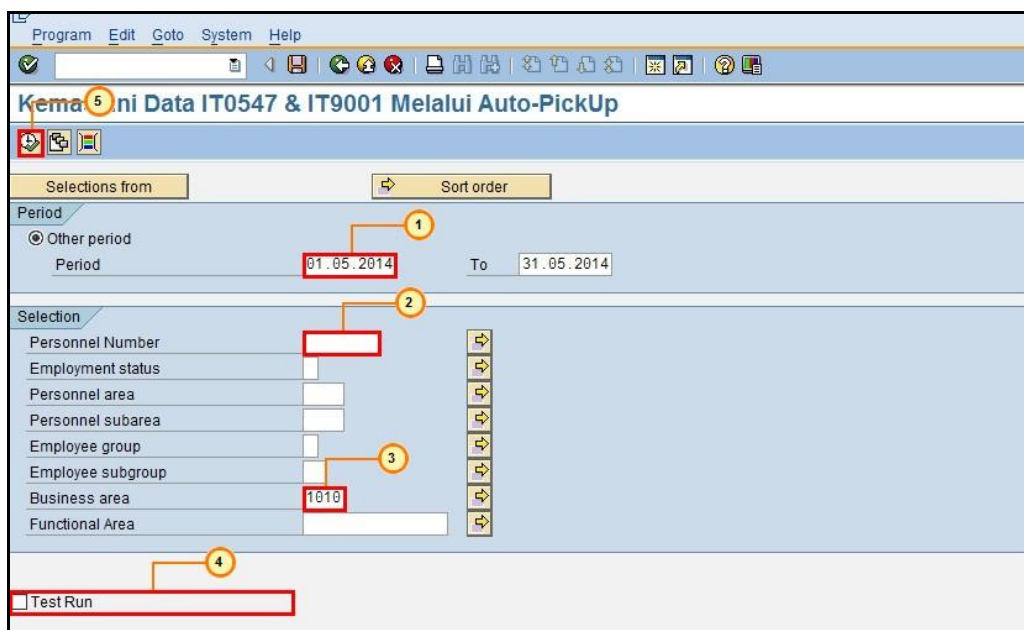 Program Edit Goto System Help
5
Kema ni Data IT0547 & IT9001 Melalui Auto-PickUp
Selections from Sort order
Period
1
Other period
Period 01.05.2014 To 31.05.2014
2
Selection
Personnel Number
Employment status
Personnel area
Personnel subarea
Employee group
3
Employee subgroup
Business area 1010
Functional Area
4
Test Run